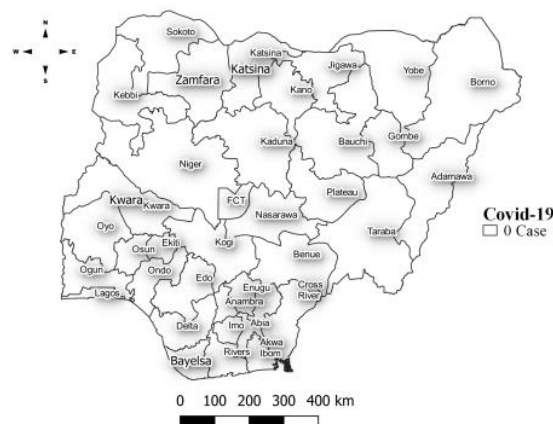 N
W E
S
Sokoto
Katsina
Zamfara
Katsina
Jigawa
Yobe
Borno
Kebbi
Kano
Gombe
Kaduna
Bauchi
Niger
Adamawa
Plateau
FCT
Kwara
Kwara
Nasarawa
Covid-19
0 Case
Oyo
Taraba
Osun
Ekiti
Kogi
Benue
Ogun
Ondo
Edo
Enugu
Cross
River
Lagos
Anambra
Delta
Imo
Abia
Akwa
Ibom
Bayelsa
Rivers
0 100 200 300 400 km